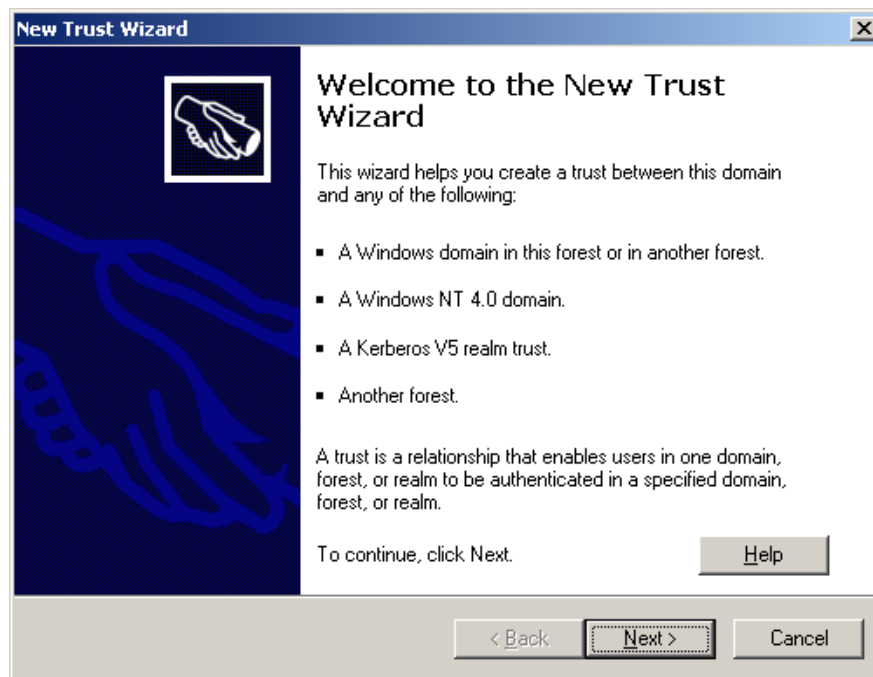 New Trust Wizard
Welcome to the New Trust
Wizard
This wizard helps you create a trust between this domain
and any of the following:
▪ A Windows domain in this forest or in another forest.
▪ A Windows NT 4.0 domain.
▪ A Kerberos V5 realm trust.
▪ Another forest.
A trust is a relationship that enables users in one domain,
forest, or realm to be authenticated in a specified domain,
forest, or realm.
To continue, click Next.
Help
< Back
Next >
Cancel